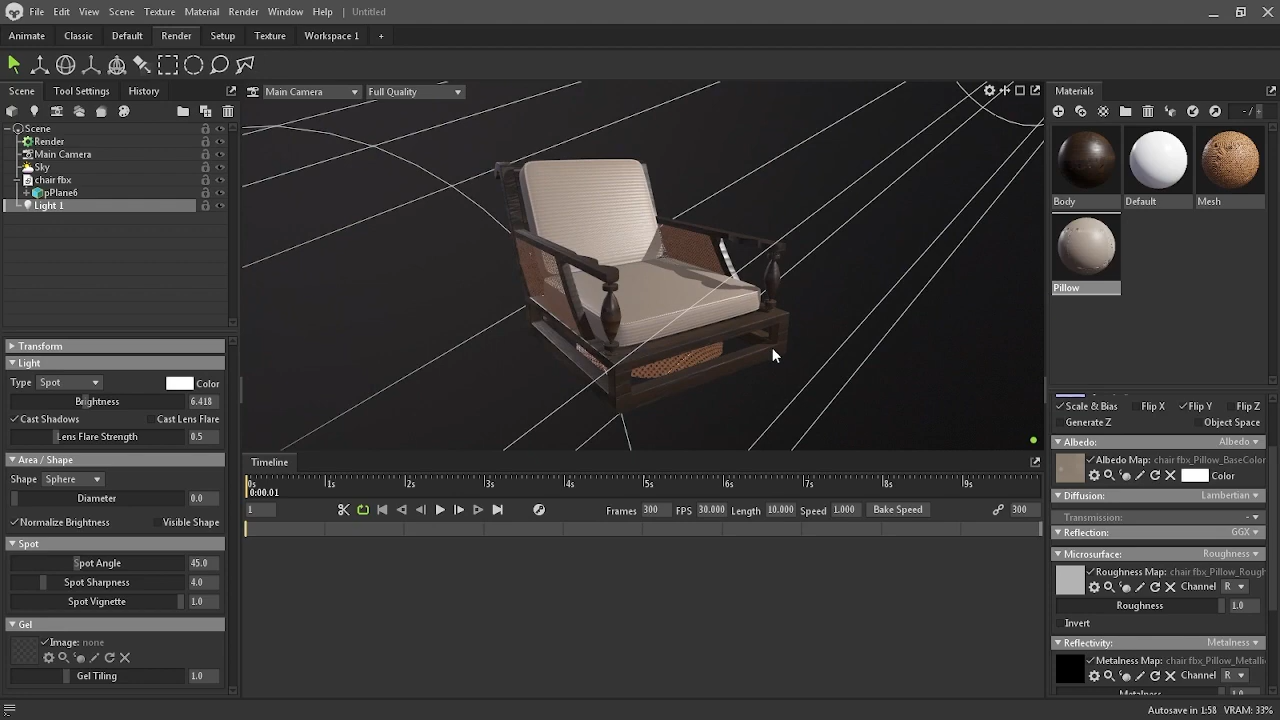 File Edit View Scene Texture Material Render Window Help Untitled
Animate Classic Default Render Setup Texture Workspace 1 +
Scene Tool Settings History
Main Camera Full Quality
Materials
Scene
Render
Main Camera
Sky
chair fbx
pPlane6
Light 1
Body Default Mesh
Pillow
Transform
Light
Type Spot Color
Brightness 6.418
Cast Shadows Cast Lens Flare
Lens Flare Strength 0.5
Area / Shape
Shape Sphere
Diameter 0.0
Normalize Brightness Visible Shape
Spot
Spot Angle 45.0
Spot Sharpness 4.0
Spot Vignette 1.0
Gel
Image: none
Gel Tiling 1.0
Timeline
0s 1s 2s 3s 4s 5s 6s 7s 8s 9s
0:00.01
1 Frames 300 FPS 30.000 Length 10.000 Speed 1.000 Bake Speed 300
Scale & Bias Flip X Flip Y Flip Z
Generate Z Object Space
Albedo: Albedo
Albedo Map: chair fbx_Pillow_BaseColor
Color
Diffusion: Lambertian
Transmission: -
Reflection: GGX
Microsurface: Roughness
Roughness Map: chair fbx_Pillow_Rough
Channel R
Roughness 1.0
Invert
Reflectivity: Metalness
Metalness Map: chair fbx_Pillow_Metalli
Channel R
Metalness 1.0
Autosave in 1:58 VRAM: 33%